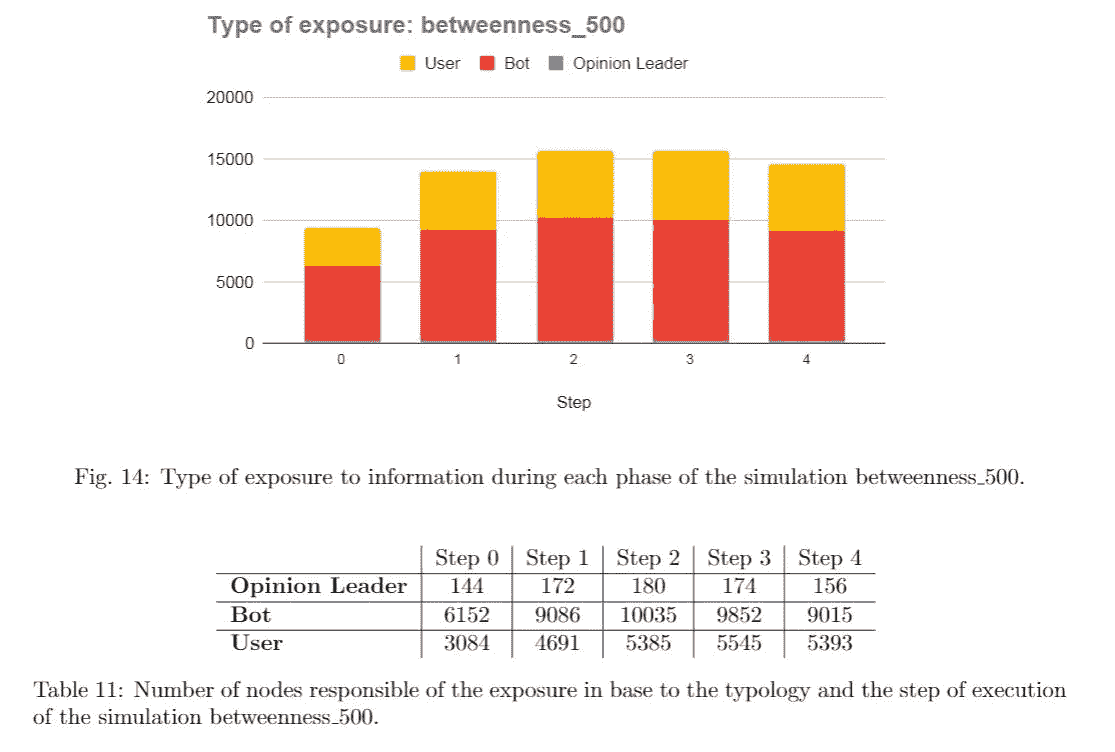 Type of exposure: betweenness_500
User Bot Opinion Leader
20000
15000
10000
5000
0
0 1 2 3 4
Step
Fig. 14: Type of exposure to information during each phase of the simulation betweenness_500.
Step 0 Step 1 Step 2 Step 3 Step 4
Opinion Leader 144 172 180 174 156
Bot 6152 9086 10035 9852 9015
User 3084 4691 5385 5545 5393
Table 11: Number of nodes responsible of the exposure in base to the typology and the step of execution
of the simulation betweenness_500.